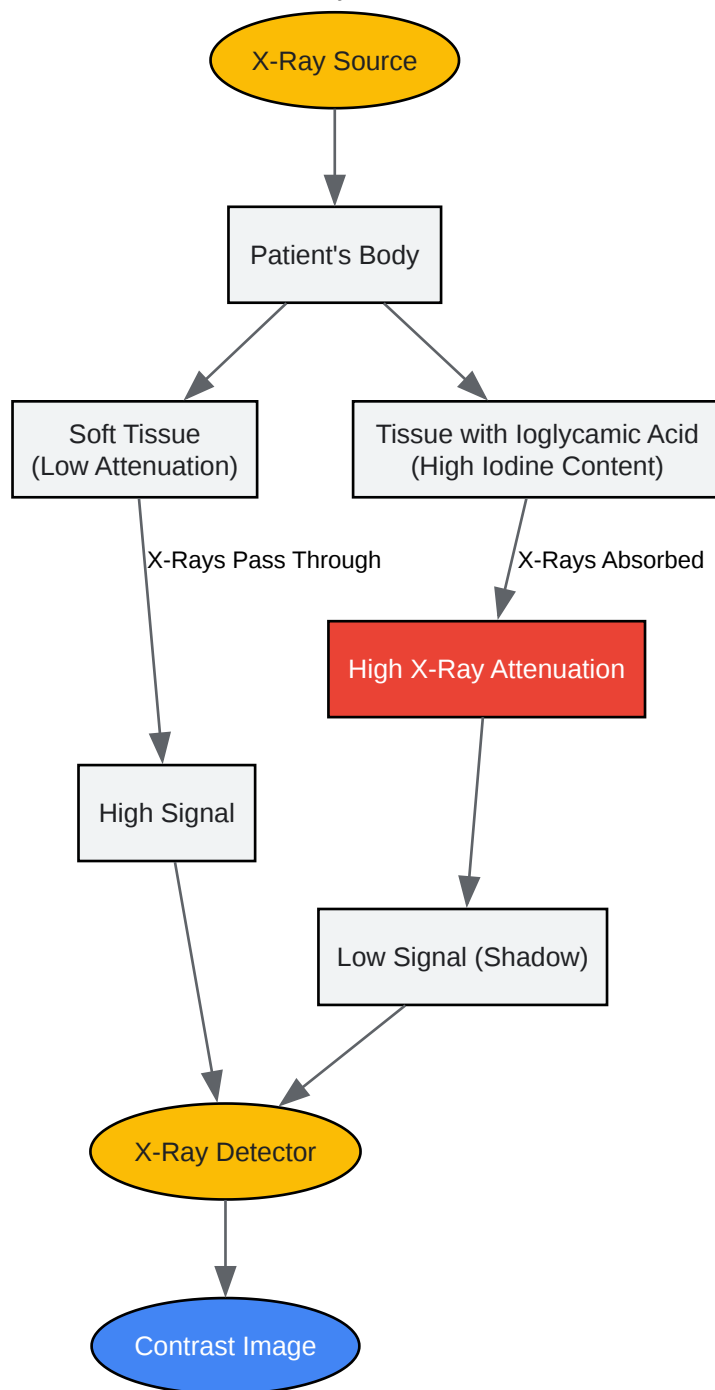 X-Ray Source
Patient's Body
Soft Tissue
(Low Attenuation)
Tissue with Ioglycamic Acid
(High Iodine Content)
X-Rays Pass Through
X-Rays Absorbed
High X-Ray Attenuation
High Signal
Low Signal (Shadow)
X-Ray Detector
Contrast Image